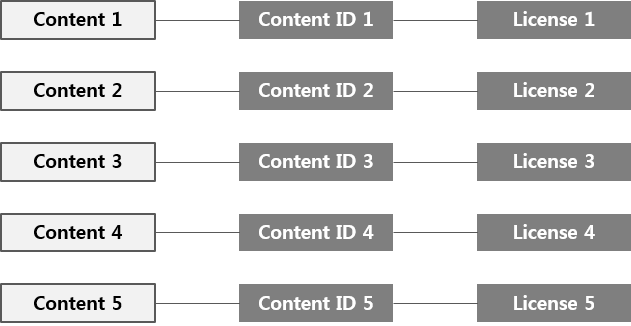 Content 1 Content ID 1 License 1
Content 2 Content ID 2 License 2
Content 3 Content ID 3 License 3
Content 4 Content ID 4 License 4
Content 5 Content ID 5 License 5